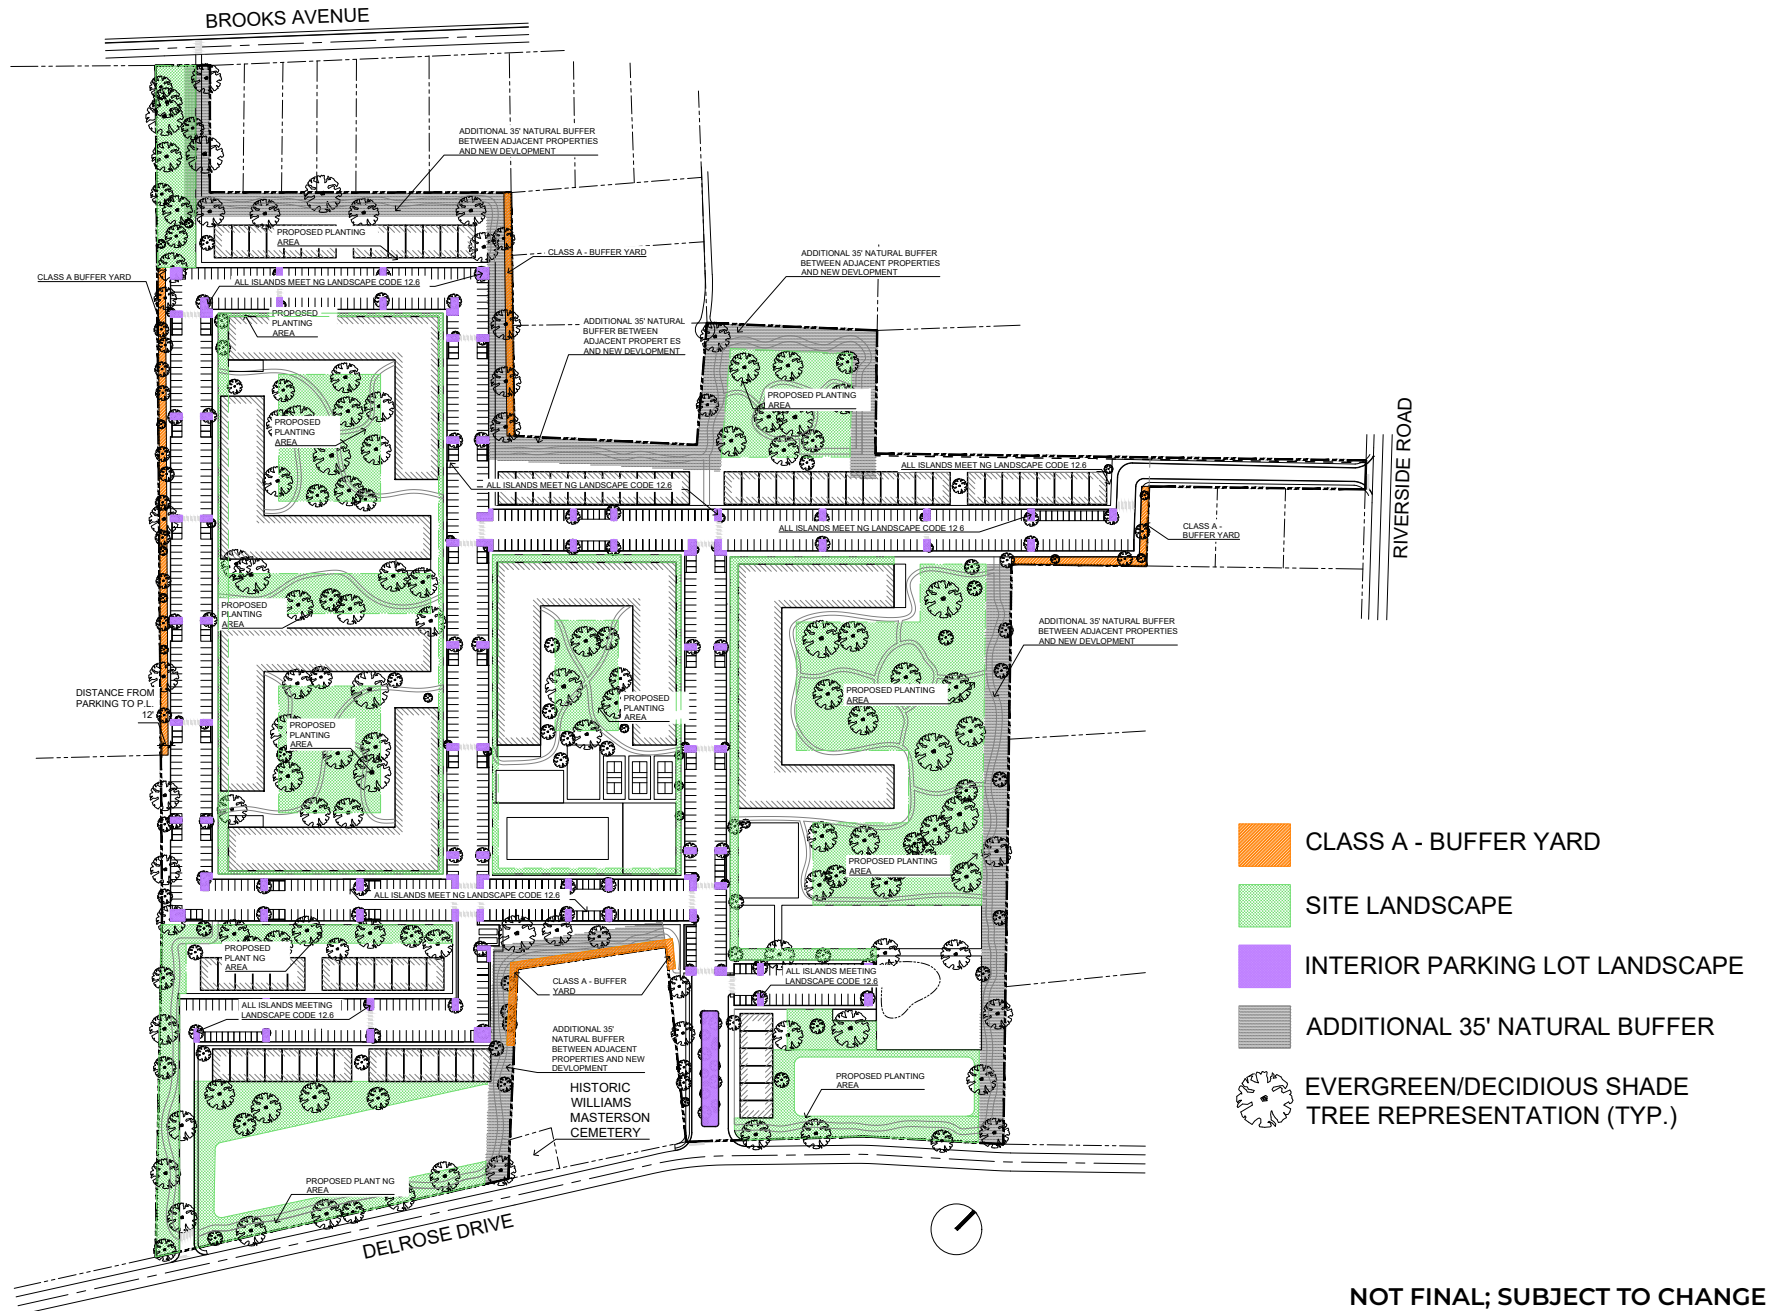 BROOKS AVENUE
ADDITIONAL 35' NATURAL BUFFER
BETWEEN ADJACENT PROPERTIES
AND NEW DEVLOPMENT
PROPOSED PLANTING
AREA
CLASS A - BUFFER YARD
ADDITIONAL 35' NATURAL BUFFER
BETWEEN ADJACENT PROPERTIES
AND NEW DEVLOPMENT
CLASS A BUFFER YARD
ALL ISLANDS MEET NG LANDSCAPE CODE 12.6
PROPOSED
PLANTING
AREA
ADDITIONAL 35' NATURAL
BUFFER BETWEEN
ADJACENT PROPERT ES
AND NEW DEVLOPMENT
PROPOSED PLANTING
AREA
PROPOSED
PLANTING
AREA
RIVERSIDE ROAD
ALL ISLANDS MEET NG LANDSCAPE CODE 12.6
ALL ISLANDS MEET NG LANDSCAPE CODE 12.6
ALL ISLANDS MEET NG LANDSCAPE CODE 12 6
CLASS A -
BUFFER YARD
PROPOSED
PLANTING
AREA
ADDITIONAL 35' NATURAL BUFFER
BETWEEN ADJACENT PROPERTIES
AND NEW DEVLOPMENT
DISTANCE FROM
PARKING TO P.L.
12'
PROPOSED
PLANTING
AREA
PROPOSED PLANTING
AREA
PROPOSED
PLANTING
AREA
PROPOSED PLANTING
AREA
ALL ISLANDS MEET NG LANDSCAPE CODE 12.6
PROPOSED
PLANT NG
AREA
CLASS A - BUFFER
YARD
ALL ISLANDS MEETING
LANDSCAPE CODE 12.6
ALL ISLANDS MEETING
LANDSCAPE CODE 12.6
ADDITIONAL 35'
NATURAL BUFFER
BETWEEN ADJACENT
PROPERTIES AND NEW
DEVLOPMENT
HISTORIC
WILLIAMS
MASTERSON
CEMETERY
PROPOSED PLANTING
AREA
PROPOSED PLANT NG
AREA
DELROSE DRIVE
CLASS A - BUFFER YARD
SITE LANDSCAPE
INTERIOR PARKING LOT LANDSCAPE
ADDITIONAL 35' NATURAL BUFFER
EVERGREEN/DECIDIOUS SHADE
TREE REPRESENTATION (TYP.)
NOT FINAL; SUBJECT TO CHANGE